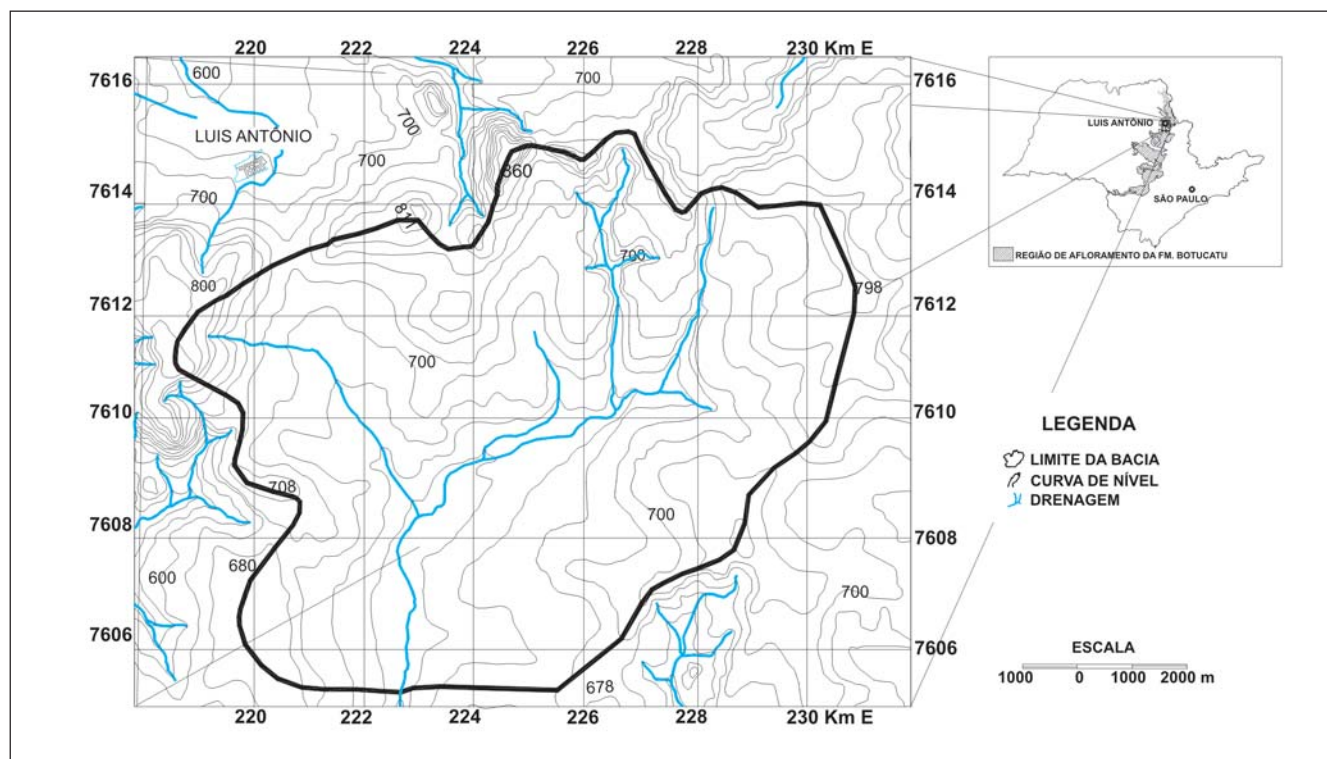 220 222 224 226 228 230 Km E
7616 600 700 7616
700
LUIS ANTÔNIO
700
860
7614 700 7614
811
700
800 798
7612 7612
700
7610 7610
708
700
7608 7608
680
600 700
7606 7606
678
220 222 224 226 228 230 Km E
LUIS ANTÔNIO
SÃO PAULO
REGIÃO DE AFLORAMENTO DA FM. BOTUCATU
LEGENDA
LIMITE DA BACIA
CURVA DE NÍVEL
DRENAGEM
ESCALA
1000 0 1000 2000 m